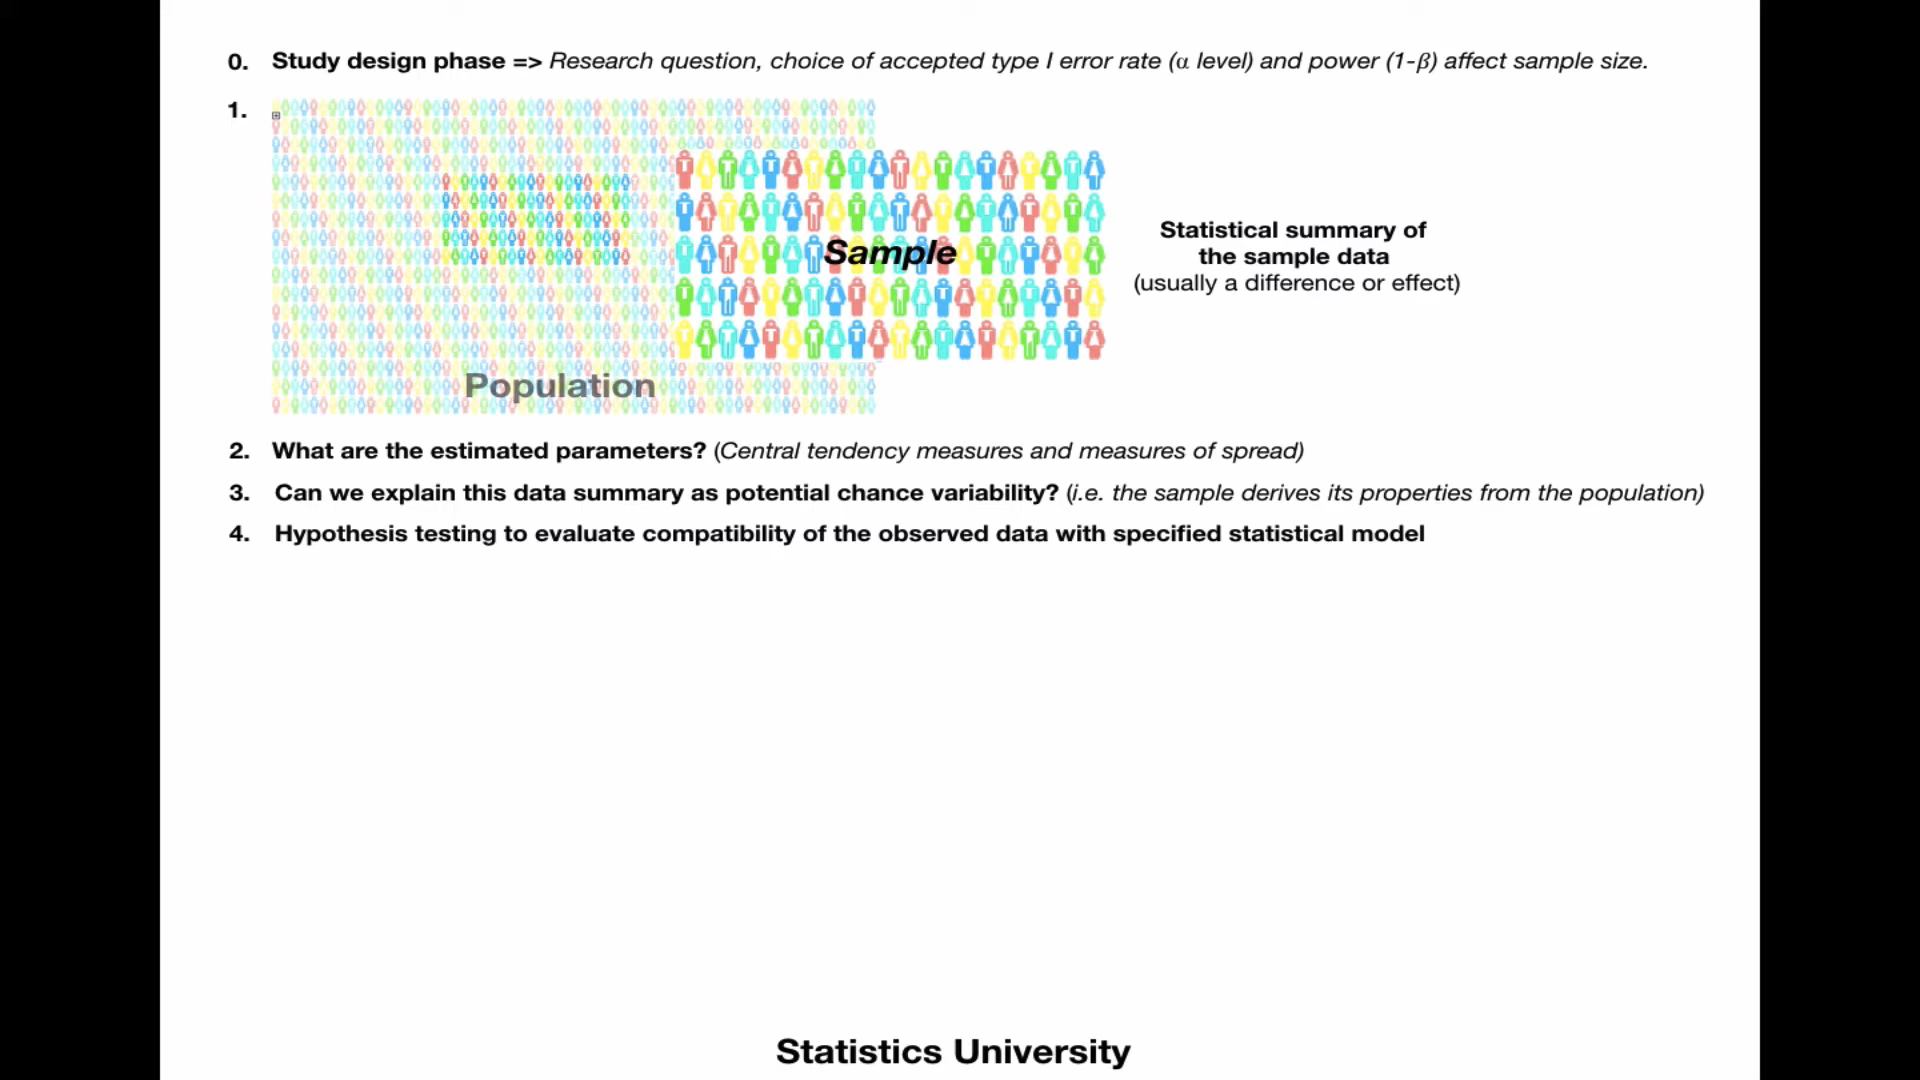 0. Study design phase => Research question, choice of accepted type I error rate (α level) and power (1-β) affect sample size.
1.
Sample
Statistical summary of
the sample data
(usually a difference or effect)
Population
2. What are the estimated parameters? (Central tendency measures and measures of spread)
3. Can we explain this data summary as potential chance variability? (i.e. the sample derives its properties from the population)
4. Hypothesis testing to evaluate compatibility of the observed data with specified statistical model
Statistics University